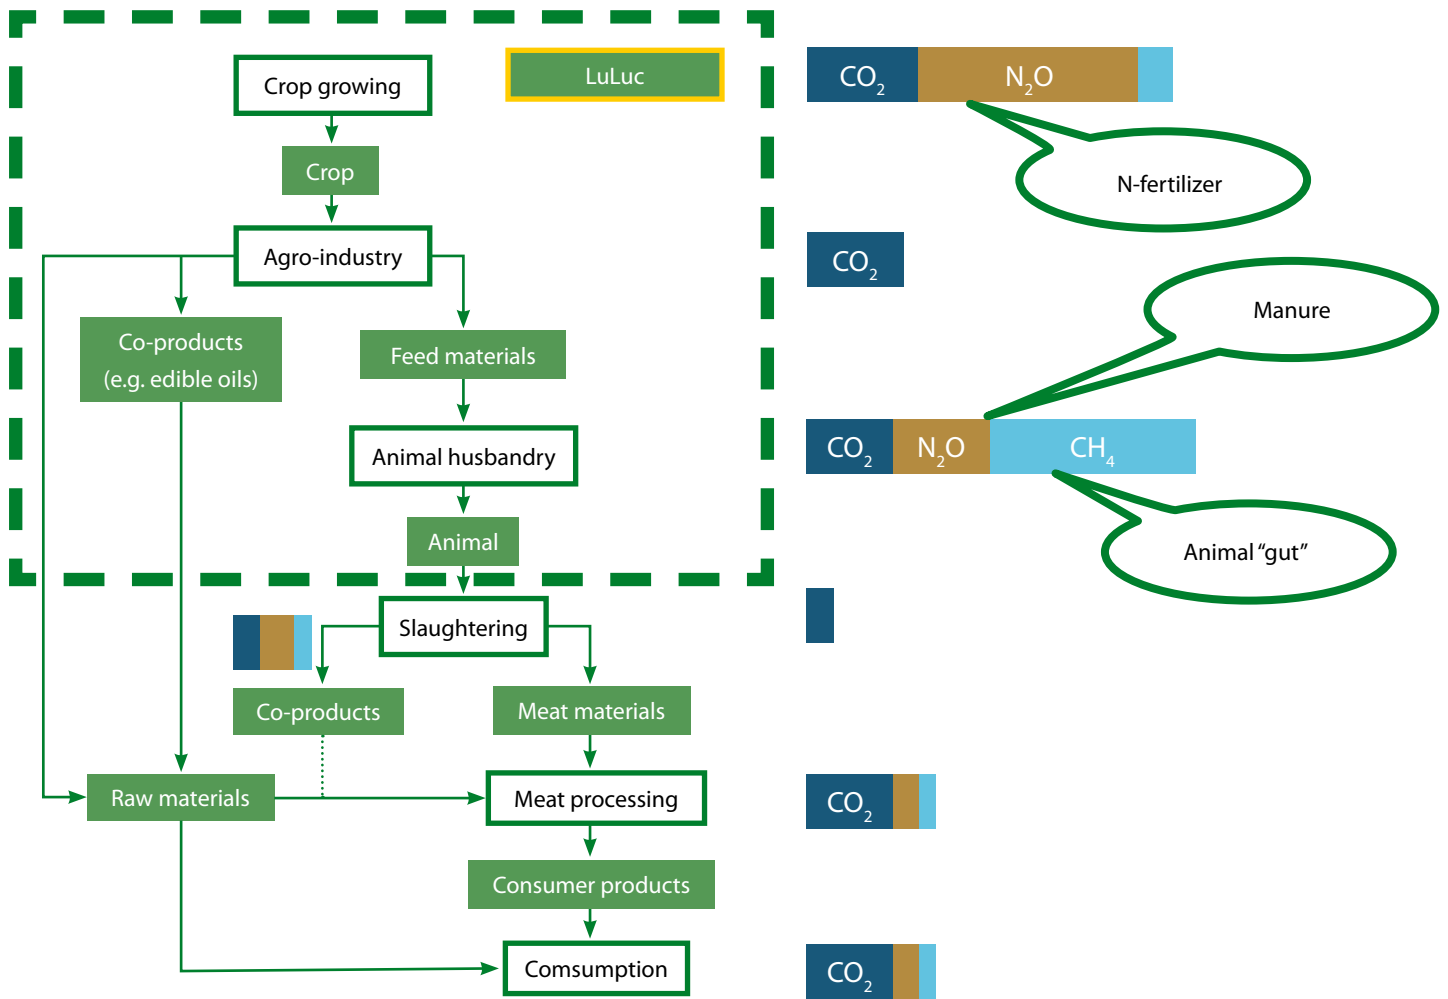 Crop growing
LuLuc
CO₂
N₂O
Crop
N-fertilizer
Agro-industry
CO₂
Manure
Co-products
(e.g. edible oils)
Feed materials
Animal husbandry
CO₂
N₂O
CH₄
Animal
Animal “gut”
Slaughtering
Co-products
Meat materials
Raw materials
Meat processing
CO₂
Consumer products
Comsumption
CO₂